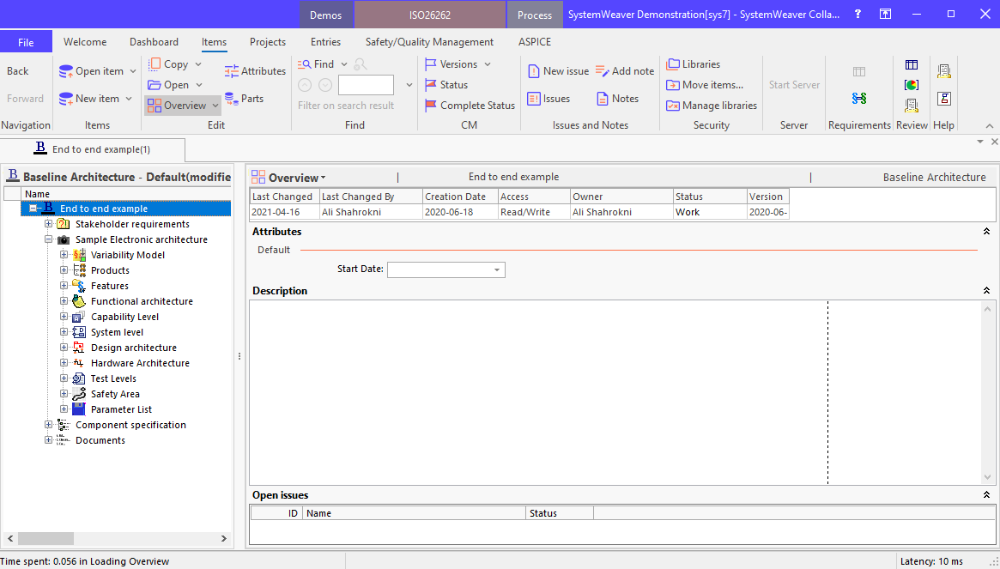 Demos ISO26262 Process SystemWeaver Demonstration[sys7] - SystemWeaver Colla... ?
File Welcome Dashboard Items Projects Entries Safety/Quality Management ASPICE
Back
Forward
Navigation
Open item
New item
Items
Copy
Open
Overview
Attributes
Parts
Edit
Find
Filter on search result
Find
Versions
Status
Complete Status
CM
New issue
Add note
Issues
Notes
Issues and Notes
Libraries
Move items...
Manage libraries
Security
Start Server
Server
Requirements
Review
Help
B End to end example(1)
B Baseline Architecture - Default(modifie
Name
B End to end example
Stakeholder requirements
Sample Electronic architecture
Variability Model
Products
Features
Functional architecture
Capability Level
System level
Design architecture
Hardware Architecture
Test Levels
Safety Area
Parameter List
Component specification
Documents
Overview | End to end example | Baseline Architecture
Last Changed Last Changed By Creation Date Access Owner Status Version
2021-04-16 Ali Shahrokni 2020-06-18 Read/Write Ali Shahrokni Work 2020-06-
Attributes
Default
Start Date:
Description
Open issues
ID Name Status
Time spent: 0.056 in Loading Overview
Latency: 10 ms